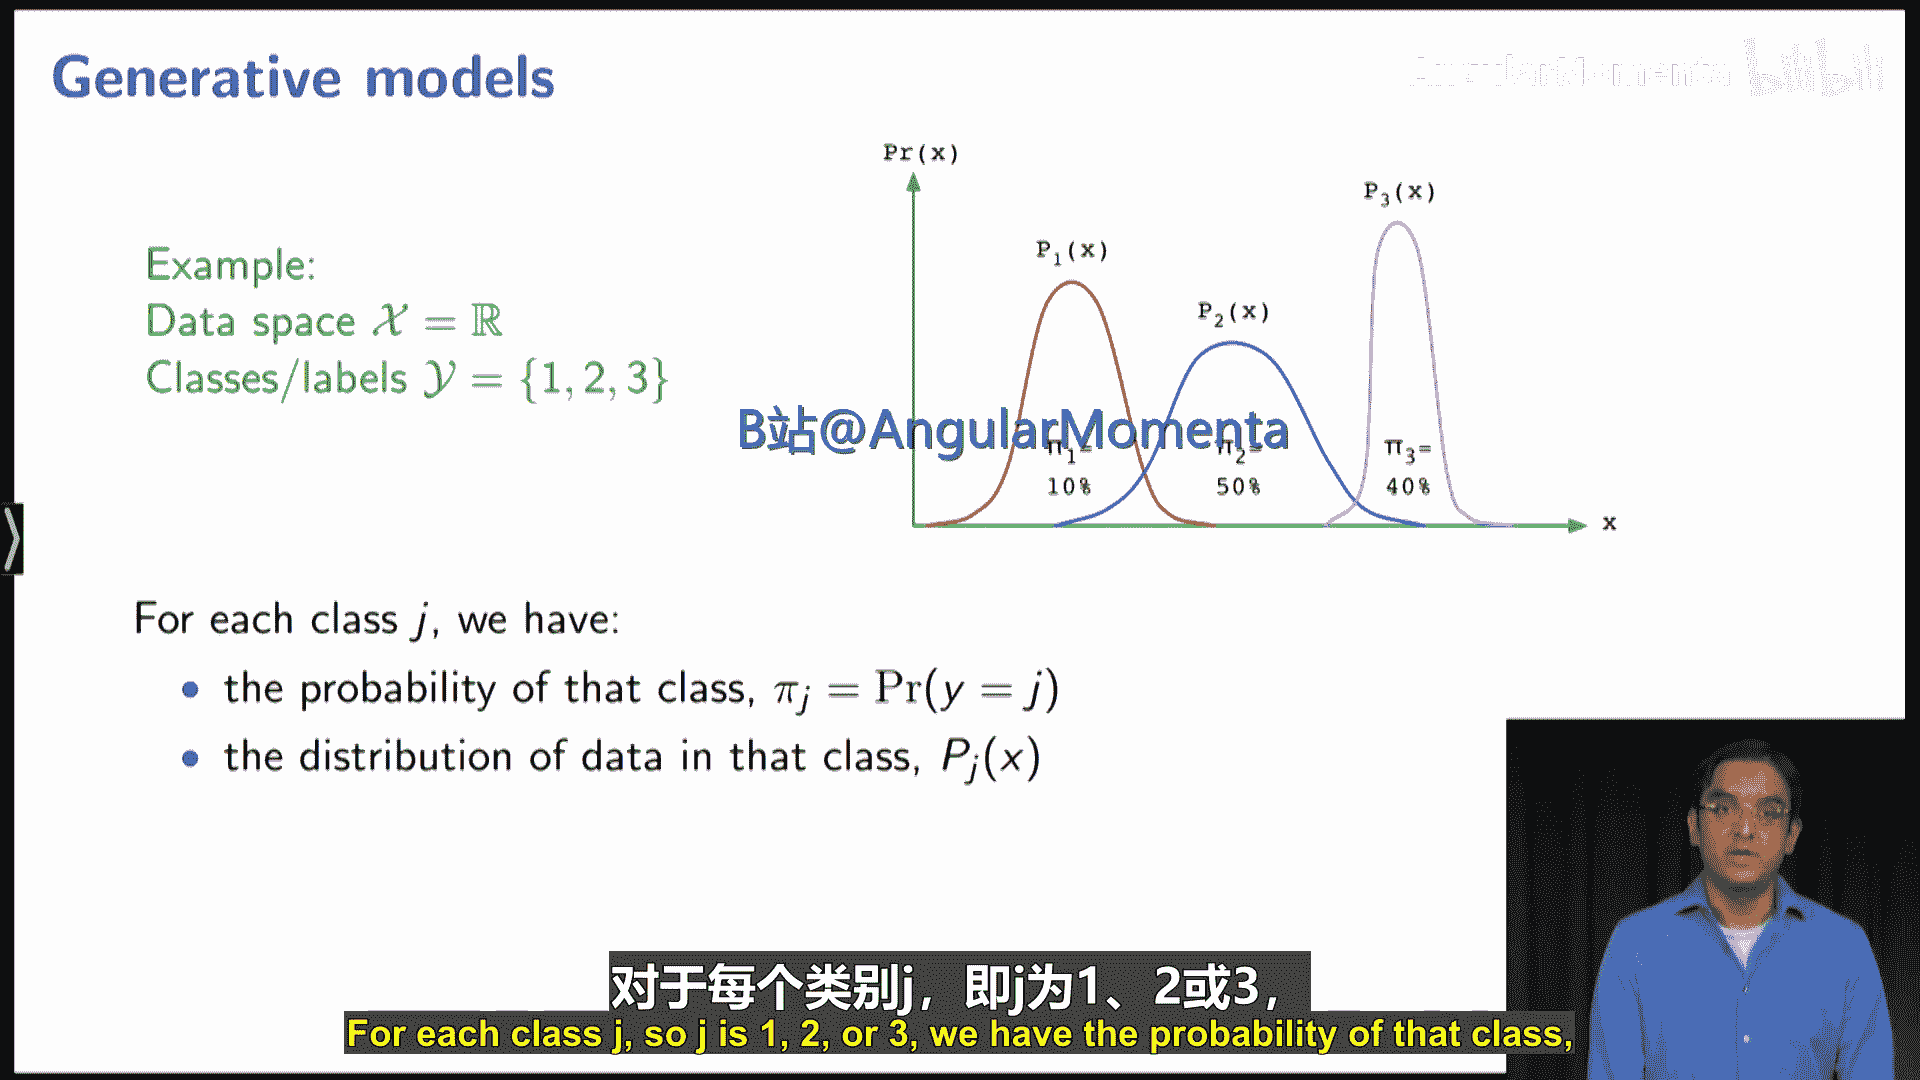 Generative models
AngularMomenta bilibili
Pr(x)
P₃(x)
P₁(x)
P₂(x)
Example:
Data space 𝒳 = ℝ
Classes/labels 𝒴 = {1, 2, 3}
B站@AngularMomenta
π₁= π₂= π₃=
10% 50% 40%
x
For each class j, we have:
• the probability of that class, πⱼ = Pr(y = j)
• the distribution of data in that class, Pⱼ(x)
对于每个类别j，即j为1、2或3，
For each class j, so j is 1, 2, or 3, we have the probability of that class,